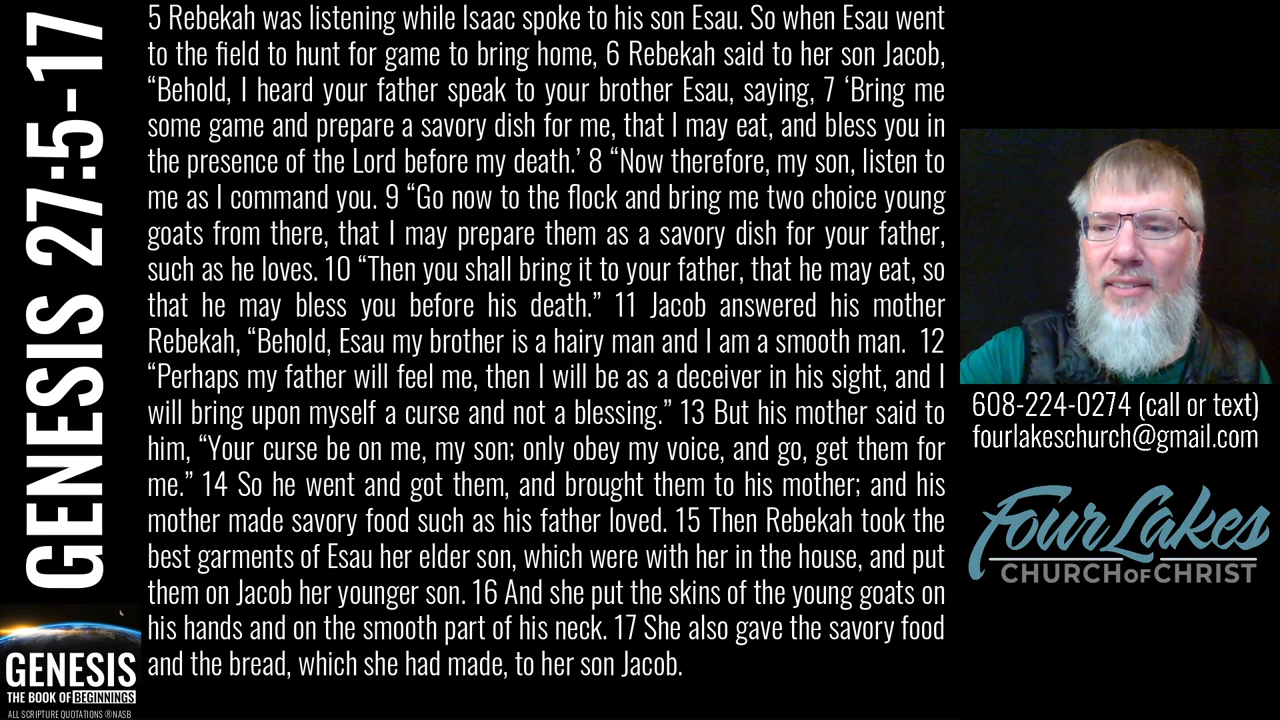 GENESIS 27:5-17
5 Rebekah was listening while Isaac spoke to his son Esau. So when Esau went
to the field to hunt for game to bring home, 6 Rebekah said to her son Jacob,
“Behold, I heard your father speak to your brother Esau, saying, 7 ‘Bring me
some game and prepare a savory dish for me, that I may eat, and bless you in
the presence of the Lord before my death.’ 8 “Now therefore, my son, listen to
me as I command you. 9 “Go now to the flock and bring me two choice young
goats from there, that I may prepare them as a savory dish for your father,
such as he loves. 10 “Then you shall bring it to your father, that he may eat, so
that he may bless you before his death.” 11 Jacob answered his mother
Rebekah, “Behold, Esau my brother is a hairy man and I am a smooth man. 12
“Perhaps my father will feel me, then I will be as a deceiver in his sight, and I
will bring upon myself a curse and not a blessing.” 13 But his mother said to
him, “Your curse be on me, my son; only obey my voice, and go, get them for
me.” 14 So he went and got them, and brought them to his mother; and his
mother made savory food such as his father loved. 15 Then Rebekah took the
best garments of Esau her elder son, which were with her in the house, and put
them on Jacob her younger son. 16 And she put the skins of the young goats on
his hands and on the smooth part of his neck. 17 She also gave the savory food
and the bread, which she had made, to her son Jacob.
GENESIS
THE BOOK OF BEGINNINGS
ALL SCRIPTURE QUOTATIONS ®NASB
608-224-0274 (call or text)
fourlakeschurch@gmail.com
Four Lakes
CHURCH OF CHRIST